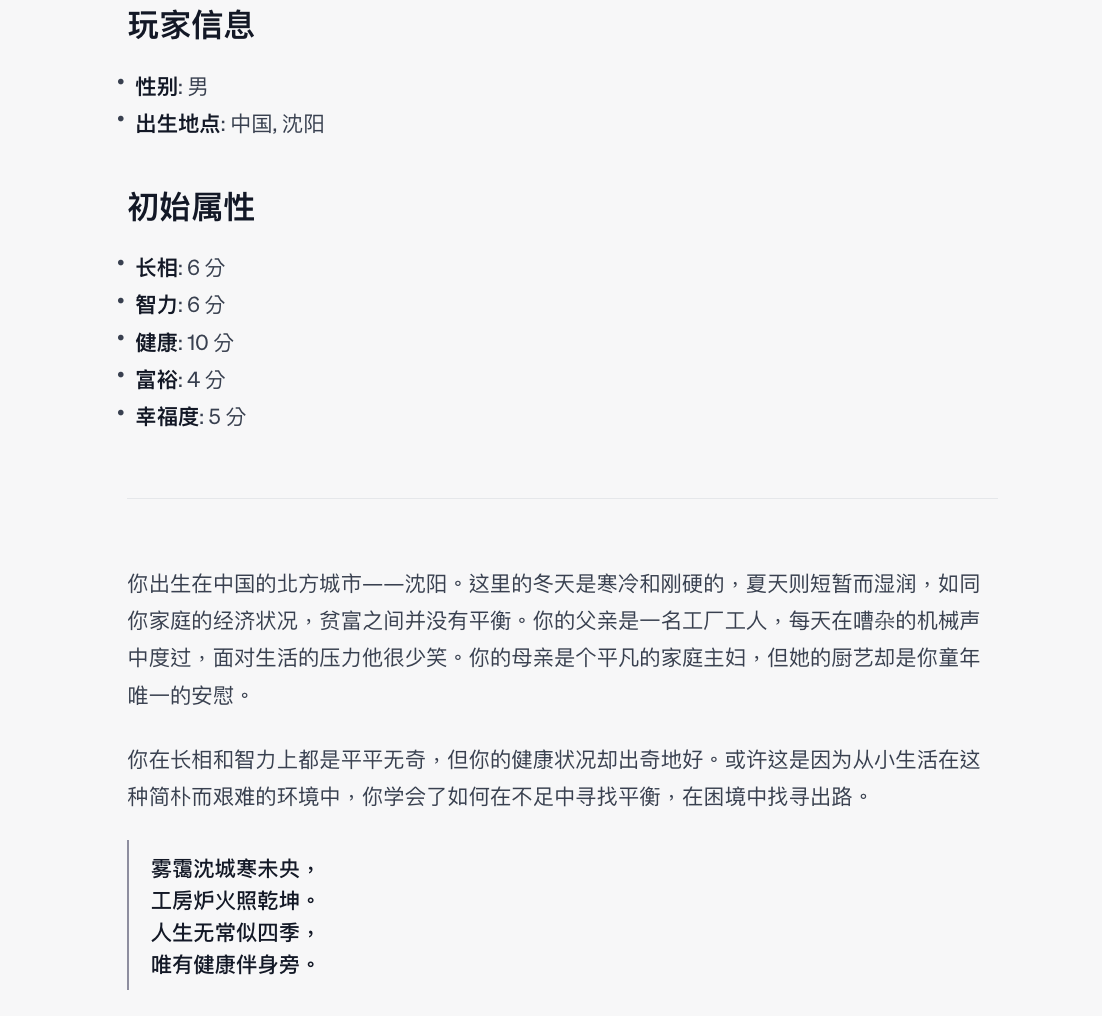 玩家信息
• 性别: 男
• 出生地点: 中国, 沈阳
初始属性
• 长相: 6 分
• 智力: 6 分
• 健康: 10 分
• 富裕: 4 分
• 幸福度: 5 分
你出生在中国的北方城市——沈阳。这里的冬天是寒冷和刚硬的，夏天则短暂而湿润，如同
你家庭的经济状况，贫富之间并没有平衡。你的父亲是一名工厂工人，每天在嘈杂的机械声
中度过，面对生活的压力他很少笑。你的母亲是个平凡的家庭主妇，但她的厨艺却是你童年
唯一的安慰。
你在长相和智力上都是平平无奇，但你的健康状况却出奇地好。或许这是因为从小生活在这
种简朴而艰难的环境中，你学会了如何在不足中寻找平衡，在困境中找寻出路。
雾霭沈城寒未央，
工房炉火照乾坤。
人生无常似四季，
唯有健康伴身旁。